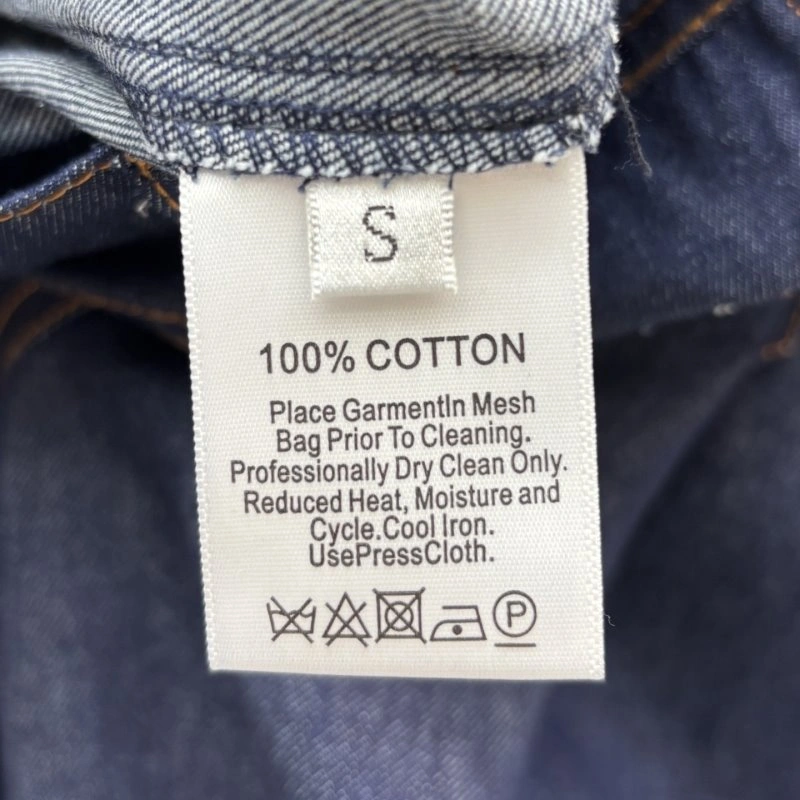 S
100% COTTON
Place GarmentIn Mesh
Bag Prior To Cleaning.
Professionally Dry Clean Only.
Reduced Heat, Moisture and
Cycle.Cool Iron.
UsePressCloth.
P